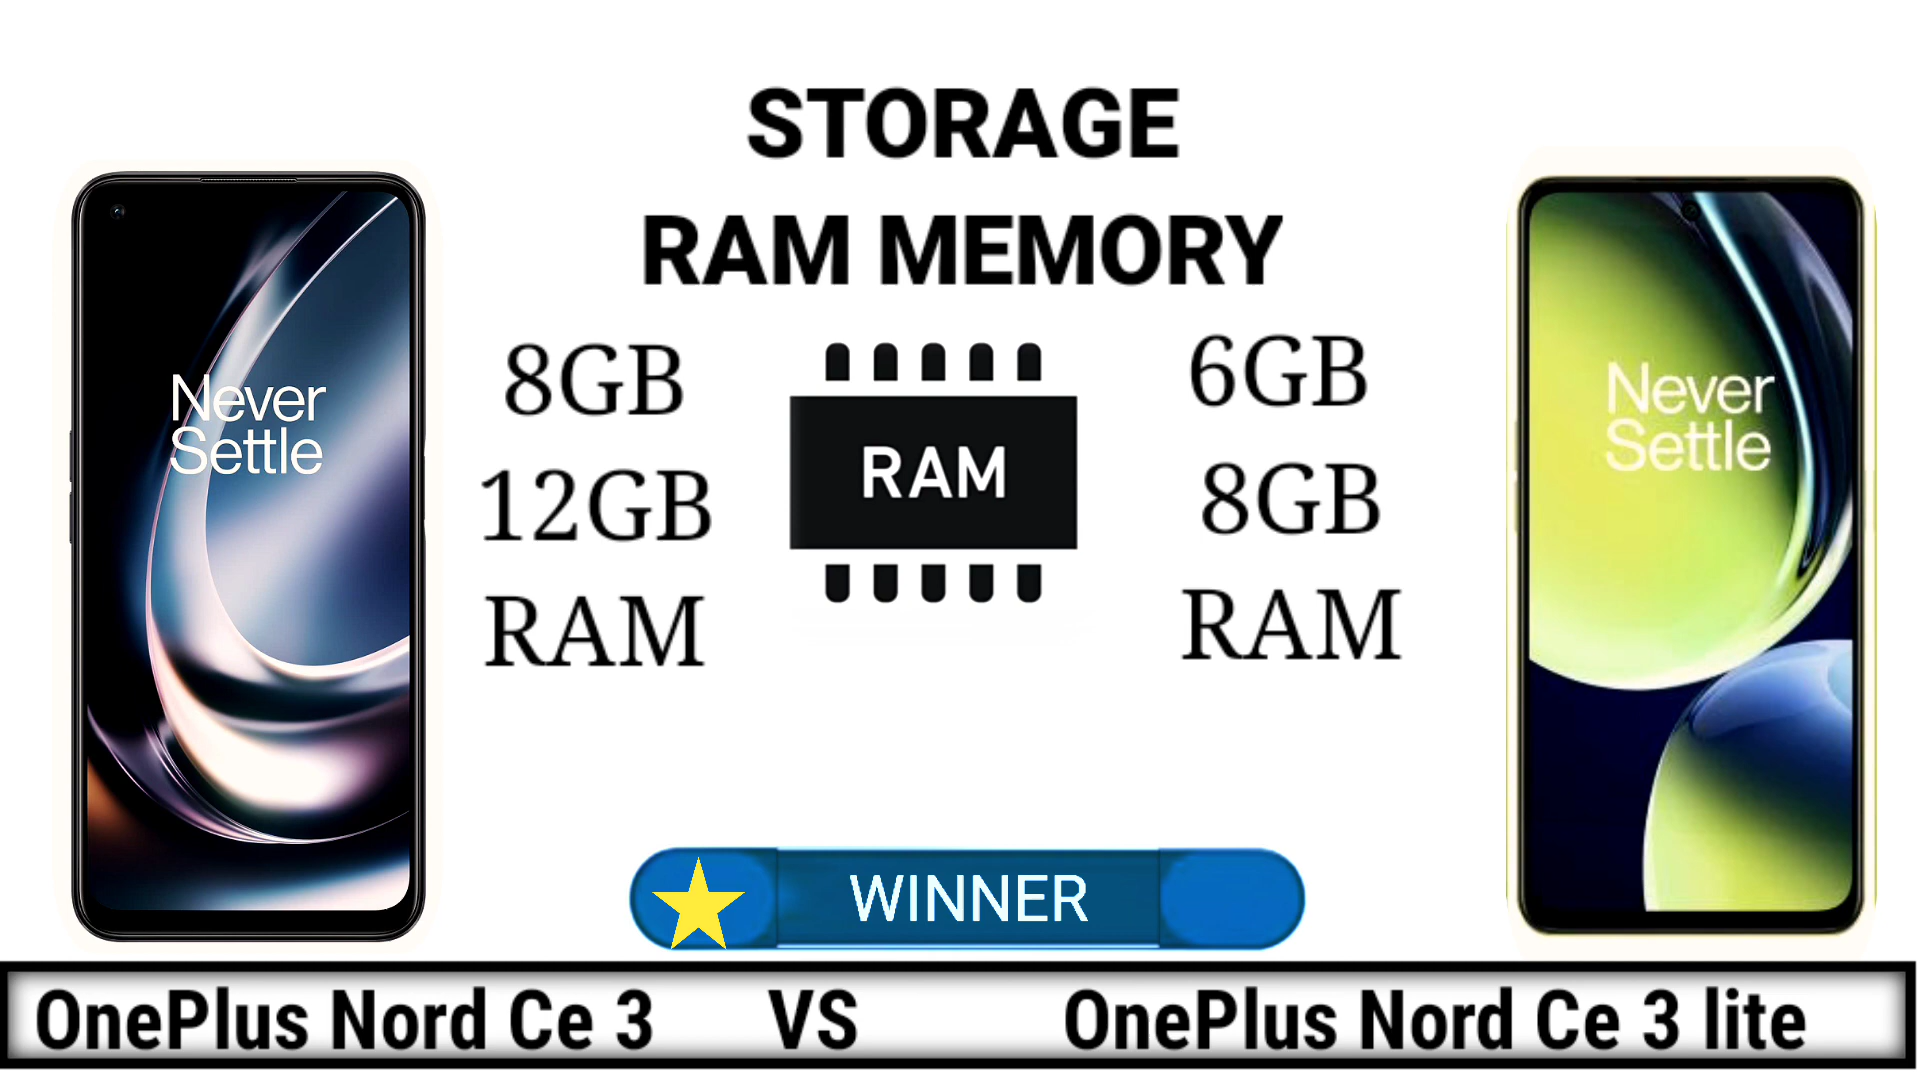 STORAGE
RAM MEMORY
8GB
12GB
RAM
RAM
6GB
8GB
RAM
Never
Settle
Never
Settle
WINNER
OnePlus Nord Ce 3 VS OnePlus Nord Ce 3 lite